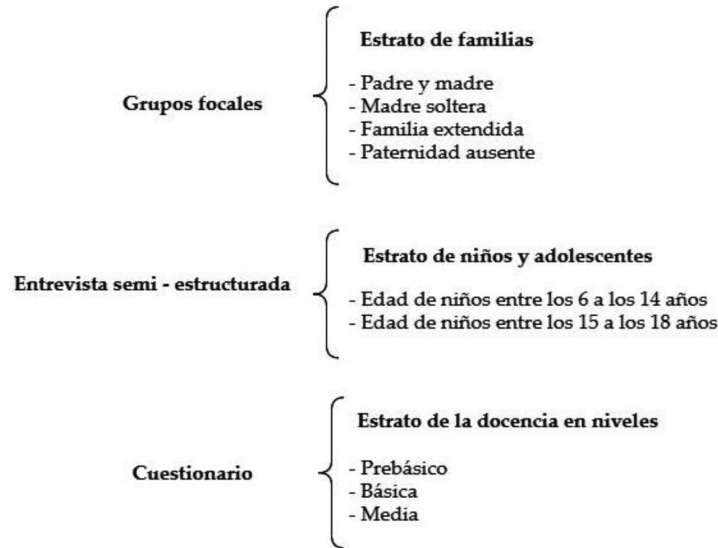 Estrato de familias
Grupos focales
- Padre y madre
- Madre soltera
- Familia extendida
- Paternidad ausente
Estrato de niños y adolescentes
Entrevista semi - estructurada
- Edad de niños entre los 6 a los 14 años
- Edad de niños entre los 15 a los 18 años
Estrato de la docencia en niveles
Cuestionario
- Prebásico
- Básica
- Media